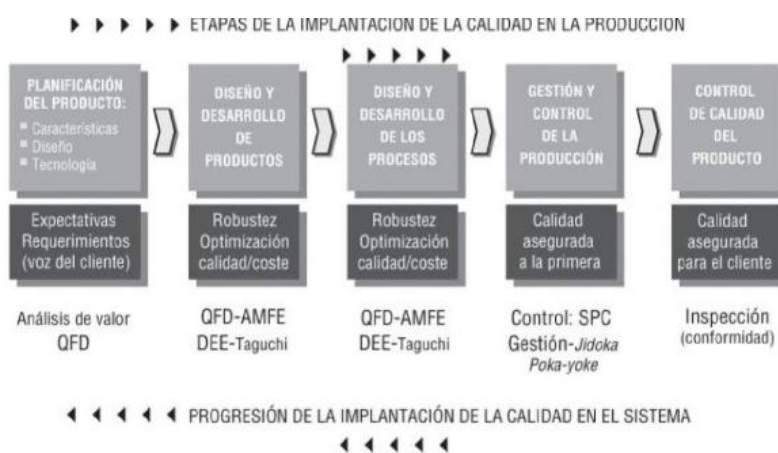 ETAPAS DE LA IMPLANTACIÓN DE LA CALIDAD EN LA PRODUCCIÓN
PLANIFICACIÓN
DEL PRODUCTO:
Características
Diseño
Tecnología
Expectativas
Requerimientos
(voz del cliente)
Análisis de valor
QFD
DISEÑO Y
DESARROLLO
DE
PRODUCTOS
Robustez
Optimización
calidad/coste
QFD-AMFE
DEE-Taguchi
DISEÑO Y
DESARROLLO
DE LOS
PROCESOS
Robustez
Optimización
calidad/coste
QFD-AMFE
DEE-Taguchi
GESTIÓN Y
CONTROL
DE LA
PRODUCCIÓN
Calidad
asegurada
a la primera
Control: SPC
Gestión-Jidoka
Poka-yoke
CONTROL
DE CALIDAD
DEL
PRODUCTO
Calidad
asegurada
para el cliente
Inspección
(conformidad)
PROGRESIÓN DE LA IMPLANTACIÓN DE LA CALIDAD EN EL SISTEMA